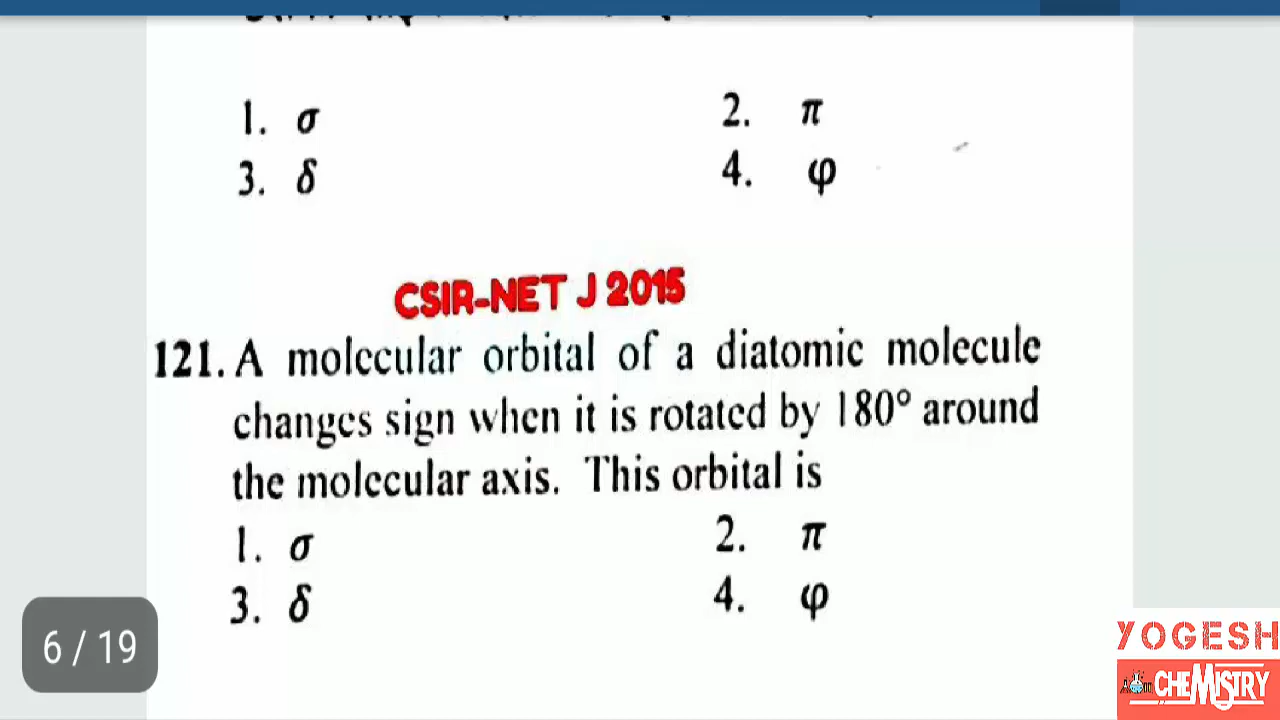 1. σ 2. π
3. δ 4. φ
CSIR-NET J 2015
121. A molecular orbital of a diatomic molecule
changes sign when it is rotated by 180° around
the molecular axis. This orbital is
1. σ 2. π
3. δ 4. φ
6 / 19
YOGESH
CHEMISTRY